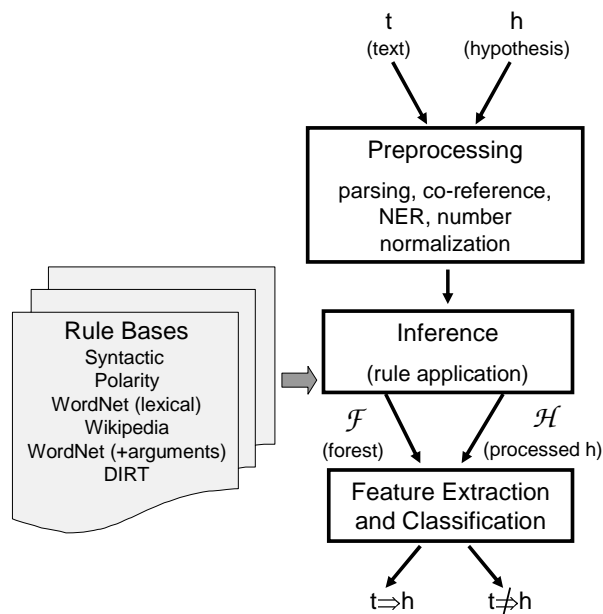 t
(text)
h
(hypothesis)
Preprocessing
parsing, co-reference,
NER, number
normalization
Rule Bases
Syntactic
Polarity
WordNet (lexical)
Wikipedia
WordNet (+arguments)
DIRT
Inference
(rule application)
ℱ
(forest)
ℋ
(processed h)
Feature Extraction
and Classification
t⇒h
t⇏h